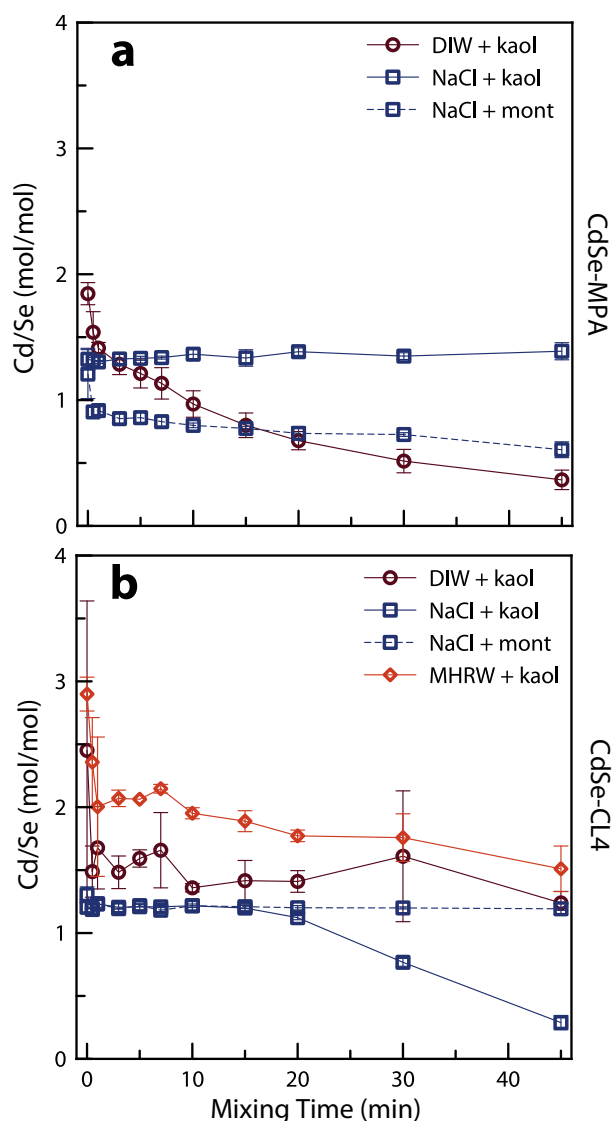 a
DIW + kaol
NaCl + kaol
NaCl + mont
4
3
2
1
0
Cd/Se (mol/mol)
CdSe-MPA
b
DIW + kaol
NaCl + kaol
NaCl + mont
MHRW + kaol
4
3
2
1
0
Cd/Se (mol/mol)
CdSe-CL4
0 10 20 30 40
Mixing Time (min)